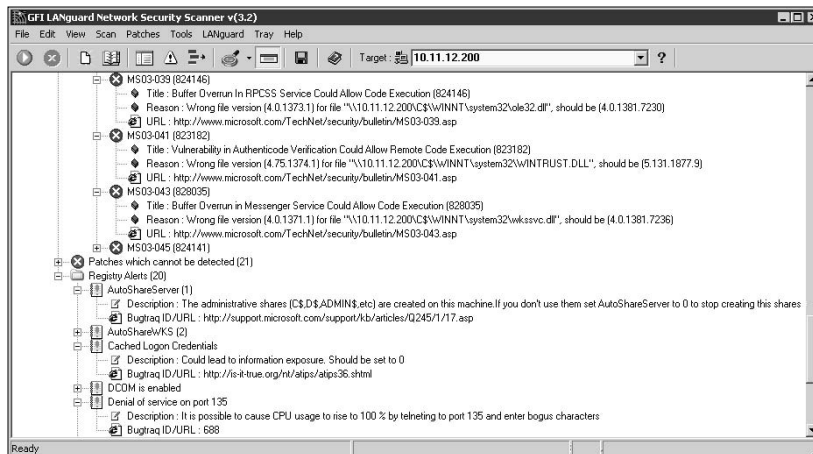 GFI LANguard Network Security Scanner v(3.2)
File Edit View Scan Patches Tools LANguard Tray Help
Target : 10.11.12.200
MS03-039 (824146)
Title : Buffer Overrun In RPCSS Service Could Allow Code Execution (824146)
Reason : Wrong file version (4.0.1373.1) for file "\\10.11.12.200\C$\WINNT\system32\ole32.dll", should be (4.0.1381.7230)
URL : http://www.microsoft.com/TechNet/security/bulletin/MS03-039.asp
MS03-041 (823182)
Title : Vulnerability in Authenticode Verification Could Allow Remote Code Execution (823182)
Reason : Wrong file version (4.75.1374.1) for file "\\10.11.12.200\C$\WINNT\system32\WINTRUST.DLL", should be (5.131.1877.9)
URL : http://www.microsoft.com/TechNet/security/bulletin/MS03-041.asp
MS03-043 (828035)
Title : Buffer Overrun in Messenger Service Could Allow Code Execution (828035)
Reason : Wrong file version (4.0.1371.1) for file "\\10.11.12.200\C$\WINNT\system32\wkssvc.dll", should be (4.0.1381.7236)
URL : http://www.microsoft.com/TechNet/security/bulletin/MS03-043.asp
MS03-045 (824141)
Patches which cannot be detected (21)
Registry Alerts (20)
AutoShareServer (1)
Description : The administrative shares (C$,D$,ADMIN$,etc) are created on this machine.If you don't use them set AutoShareServer to 0 to stop creating this shares
Bugtraq ID/URL : http://support.microsoft.com/support/kb/articles/Q245/1/17.asp
AutoShareWKS (2)
Cached Logon Credentials
Description : Could lead to information exposure. Should be set to 0
Bugtraq ID/URL : http://is-it-true.org/nt/atips/atips36.shtml
DCOM is enabled
Denial of service on port 135
Description : It is possible to cause CPU usage to rise to 100 % by telneting to port 135 and enter bogus characters
Bugtraq ID/URL : 688
Ready